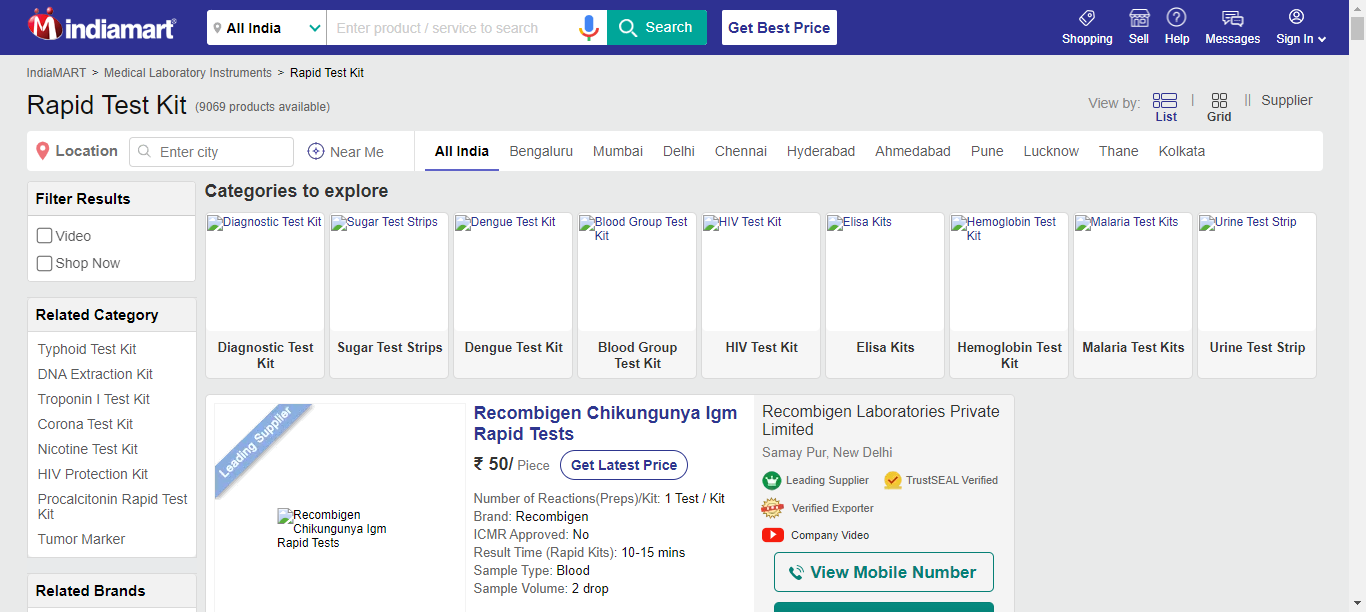 indiamart
All India
Enter product / service to search
Search
Get Best Price
Shopping
Sell
Help
Messages
Sign In
IndiaMART > Medical Laboratory Instruments > Rapid Test Kit
Rapid Test Kit (9069 products available)
View by:
List
|
Grid
||
Supplier
Location
Enter city
Near Me
All India
Bengaluru
Mumbai
Delhi
Chennai
Hyderabad
Ahmedabad
Pune
Lucknow
Thane
Kolkata
Filter Results
Video
Shop Now
Related Category
Typhoid Test Kit
DNA Extraction Kit
Troponin I Test Kit
Corona Test Kit
Nicotine Test Kit
HIV Protection Kit
Procalcitonin Rapid Test
Kit
Tumor Marker
Related Brands
Categories to explore
Diagnostic Test Kit
Diagnostic Test
Kit
Sugar Test Strips
Sugar Test Strips
Dengue Test Kit
Dengue Test Kit
Blood Group Test
Kit
Blood Group
Test Kit
HIV Test Kit
HIV Test Kit
Elisa Kits
Elisa Kits
Hemoglobin Test
Kit
Hemoglobin Test
Kit
Malaria Test Kits
Malaria Test Kits
Urine Test Strip
Urine Test Strip
Leading Supplier
Recombigen
Chikungunya Igm
Rapid Tests
Recombigen Chikungunya Igm
Rapid Tests
₹ 50/ Piece
Get Latest Price
Number of Reactions(Preps)/Kit: 1 Test / Kit
Brand: Recombigen
ICMR Approved: No
Result Time (Rapid Kits): 10-15 mins
Sample Type: Blood
Sample Volume: 2 drop
Recombigen Laboratories Private
Limited
Samay Pur, New Delhi
Leading Supplier
TrustSEAL Verified
Verified Exporter
Company Video
View Mobile Number